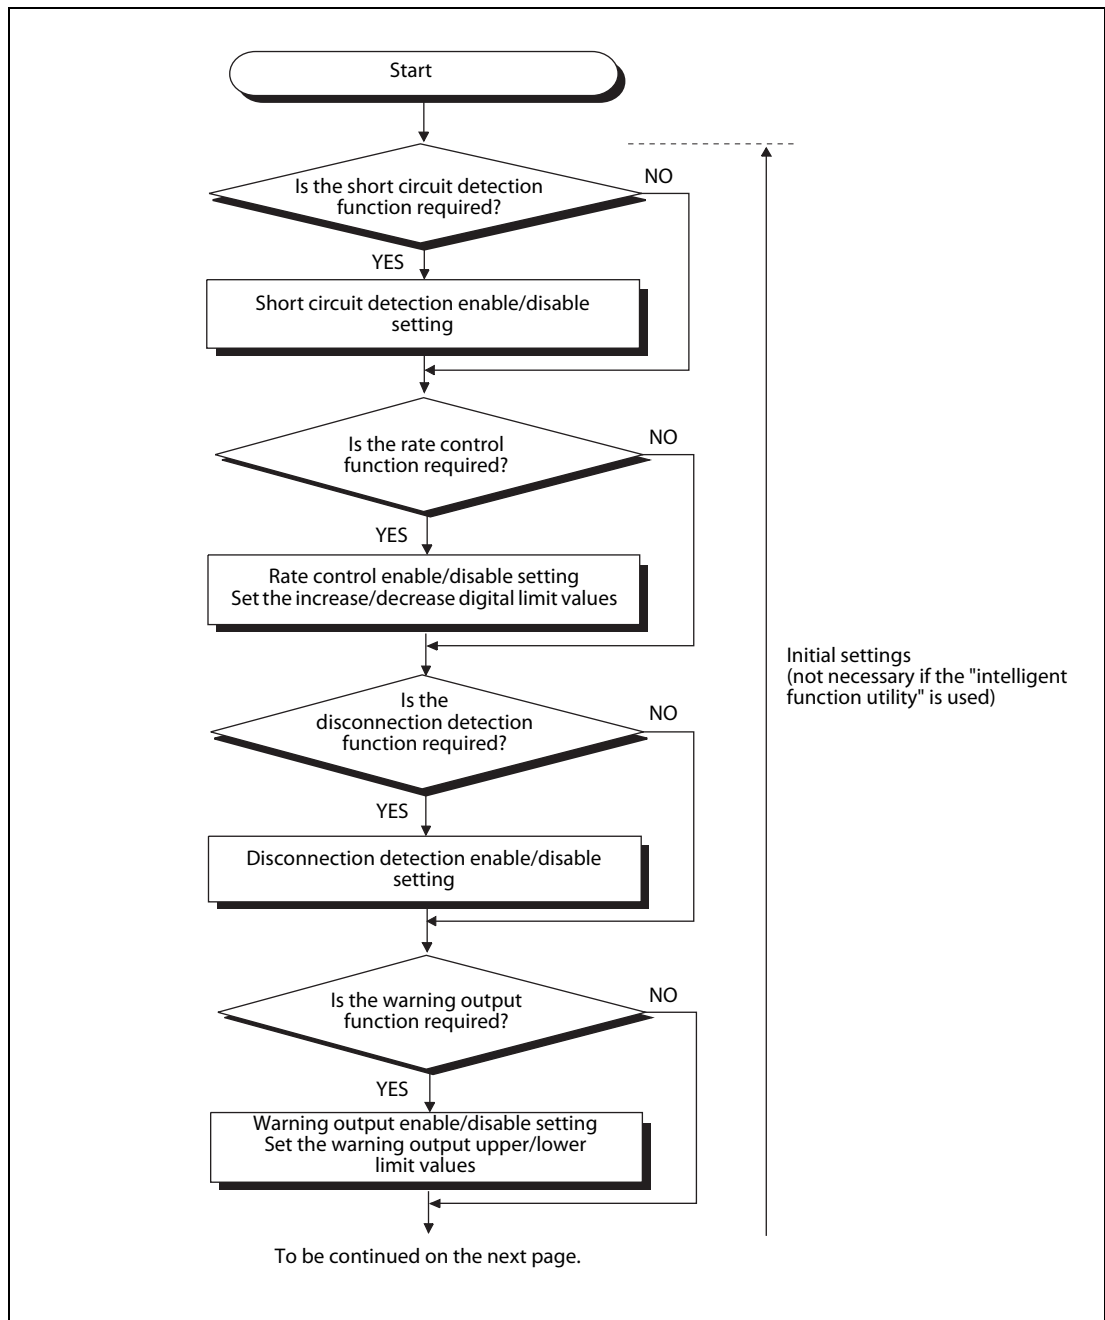 Start
Is the short circuit detection
function required?
NO
YES
Short circuit detection enable/disable
setting
Is the rate control
function required?
NO
YES
Rate control enable/disable setting
Set the increase/decrease digital limit values
Initial settings
(not necessary if the "intelligent
function utility" is used)
Is the
disconnection detection
function required?
NO
YES
Disconnection detection enable/disable
setting
Is the warning output
function required?
NO
YES
Warning output enable/disable setting
Set the warning output upper/lower
limit values
To be continued on the next page.